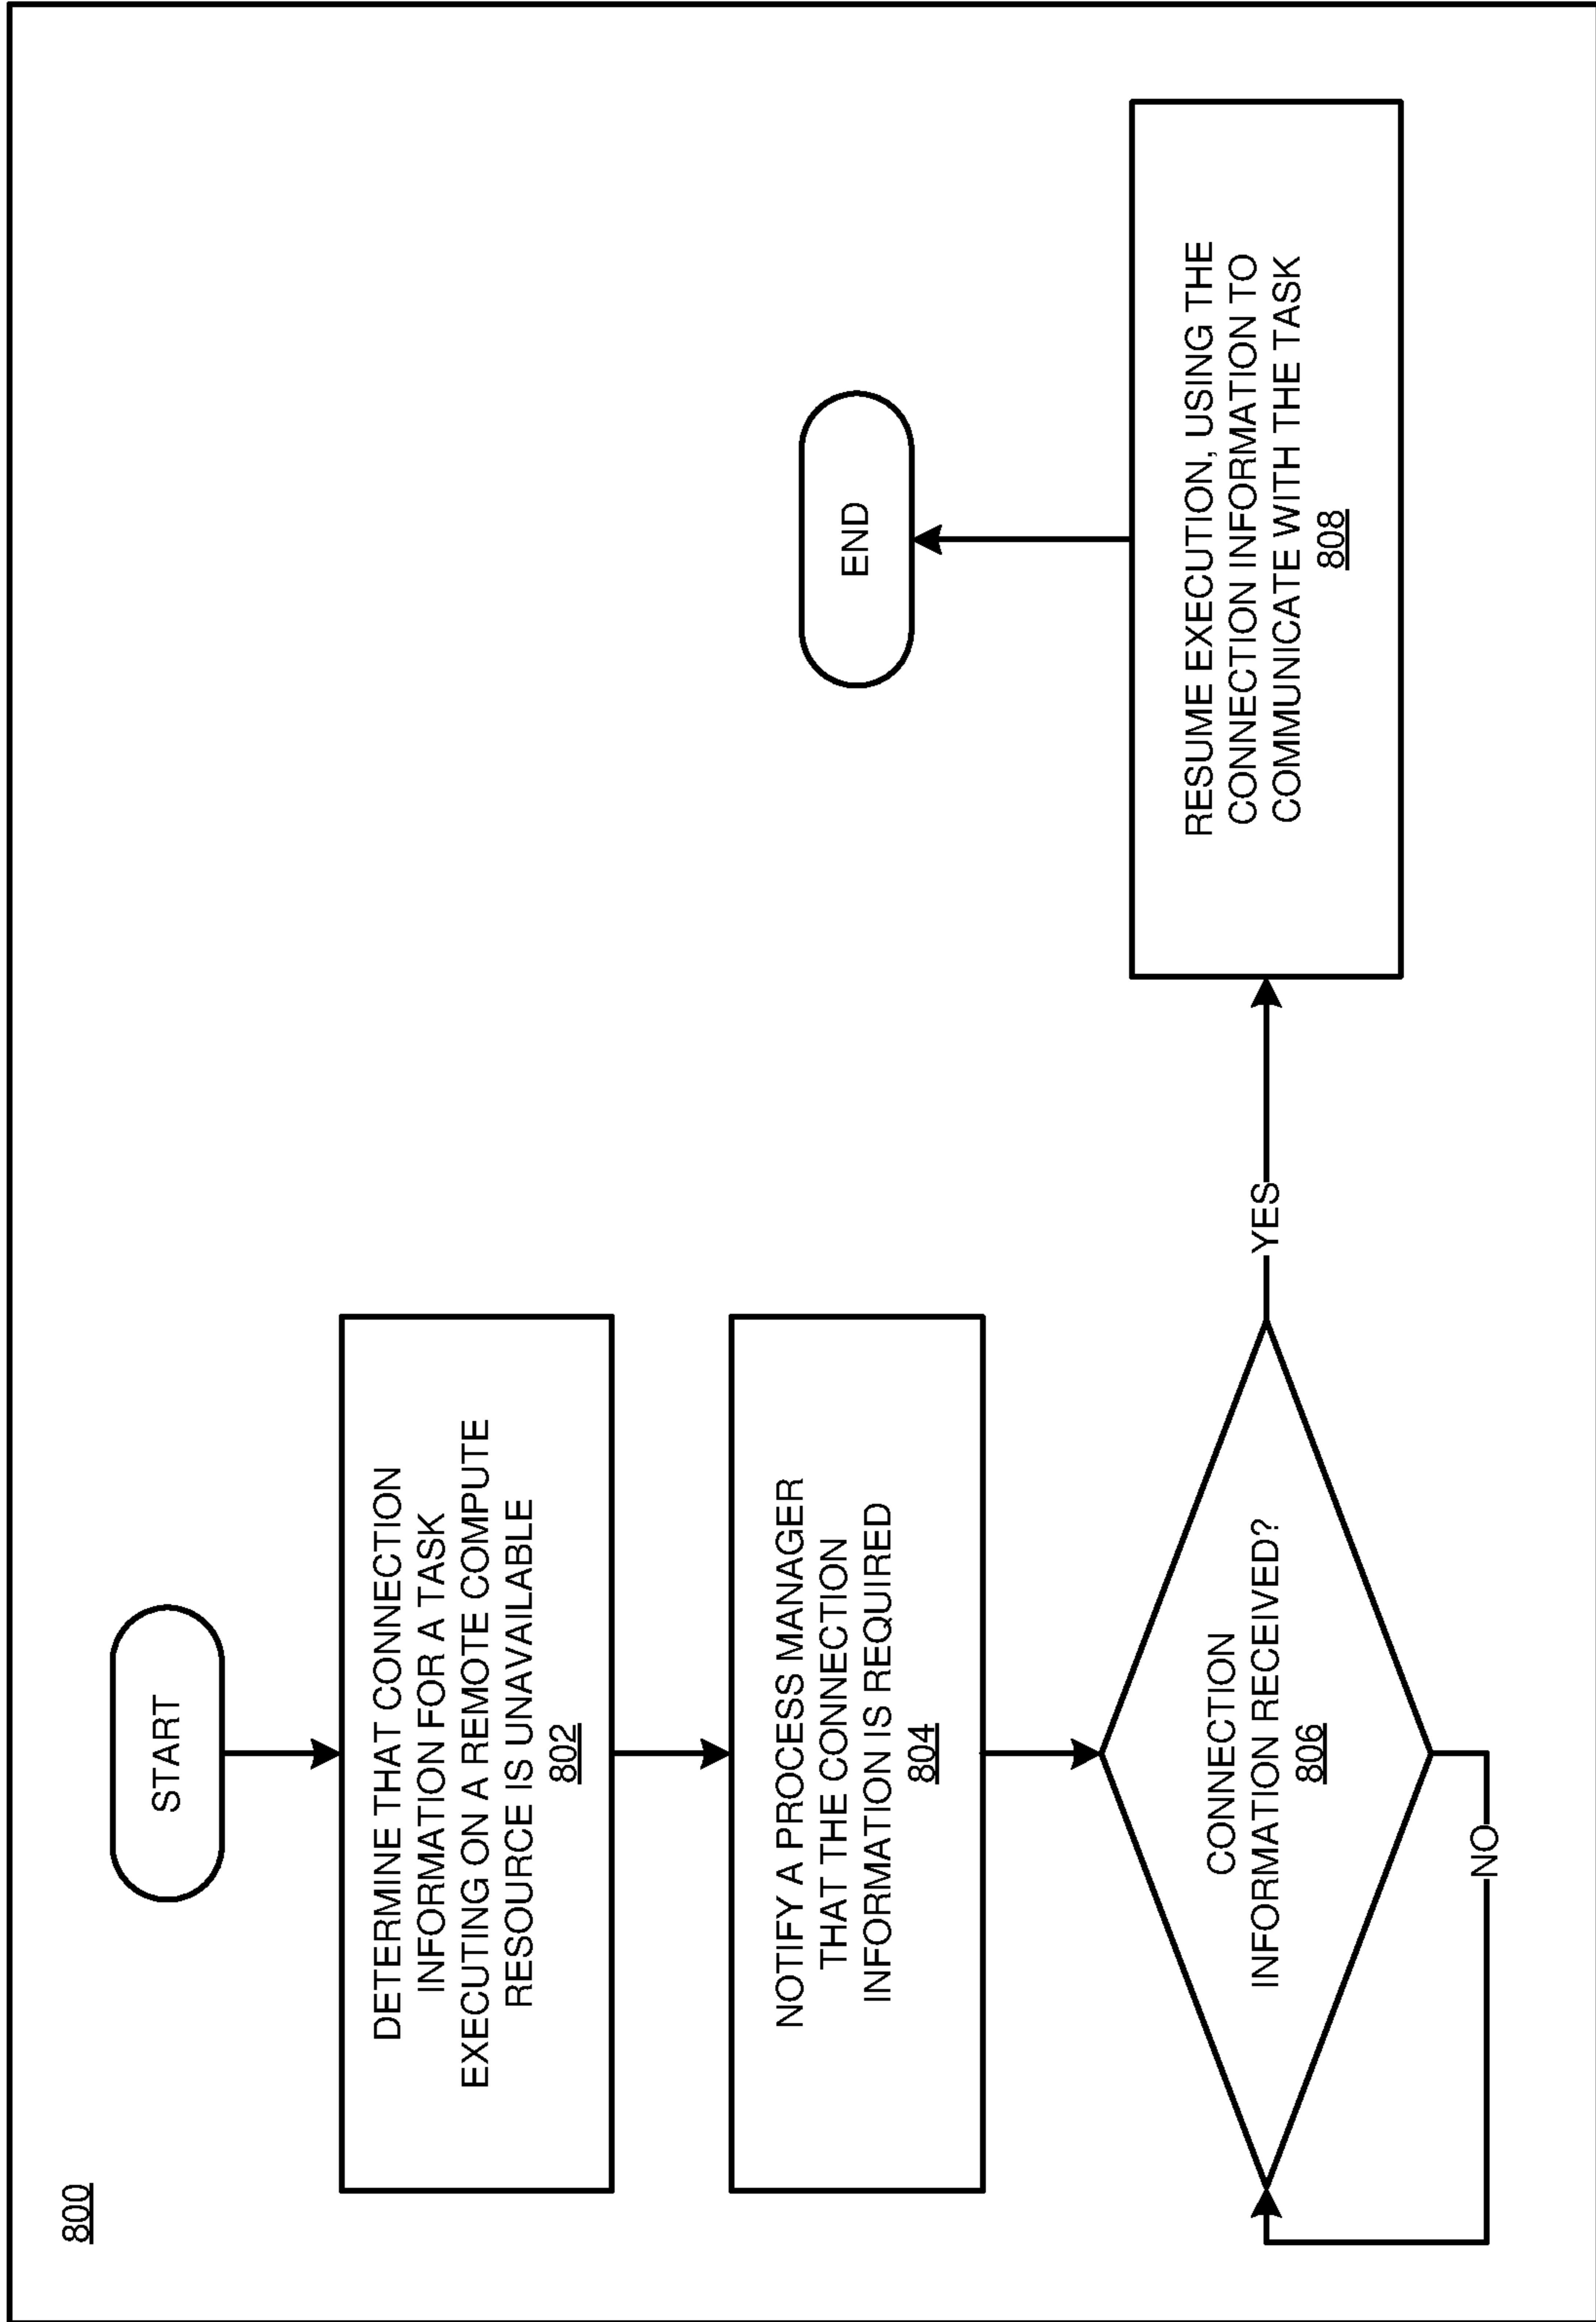 800
START
DETERMINE THAT CONNECTION
INFORMATION FOR A TASK
EXECUTING ON A REMOTE COMPUTE
RESOURCE IS UNAVAILABLE
802
NOTIFY A PROCESS MANAGER
THAT THE CONNECTION
INFORMATION IS REQUIRED
804
CONNECTION
INFORMATION RECEIVED?
806
NO
YES
RESUME EXECUTION, USING THE
CONNECTION INFORMATION TO
COMMUNICATE WITH THE TASK
808
END